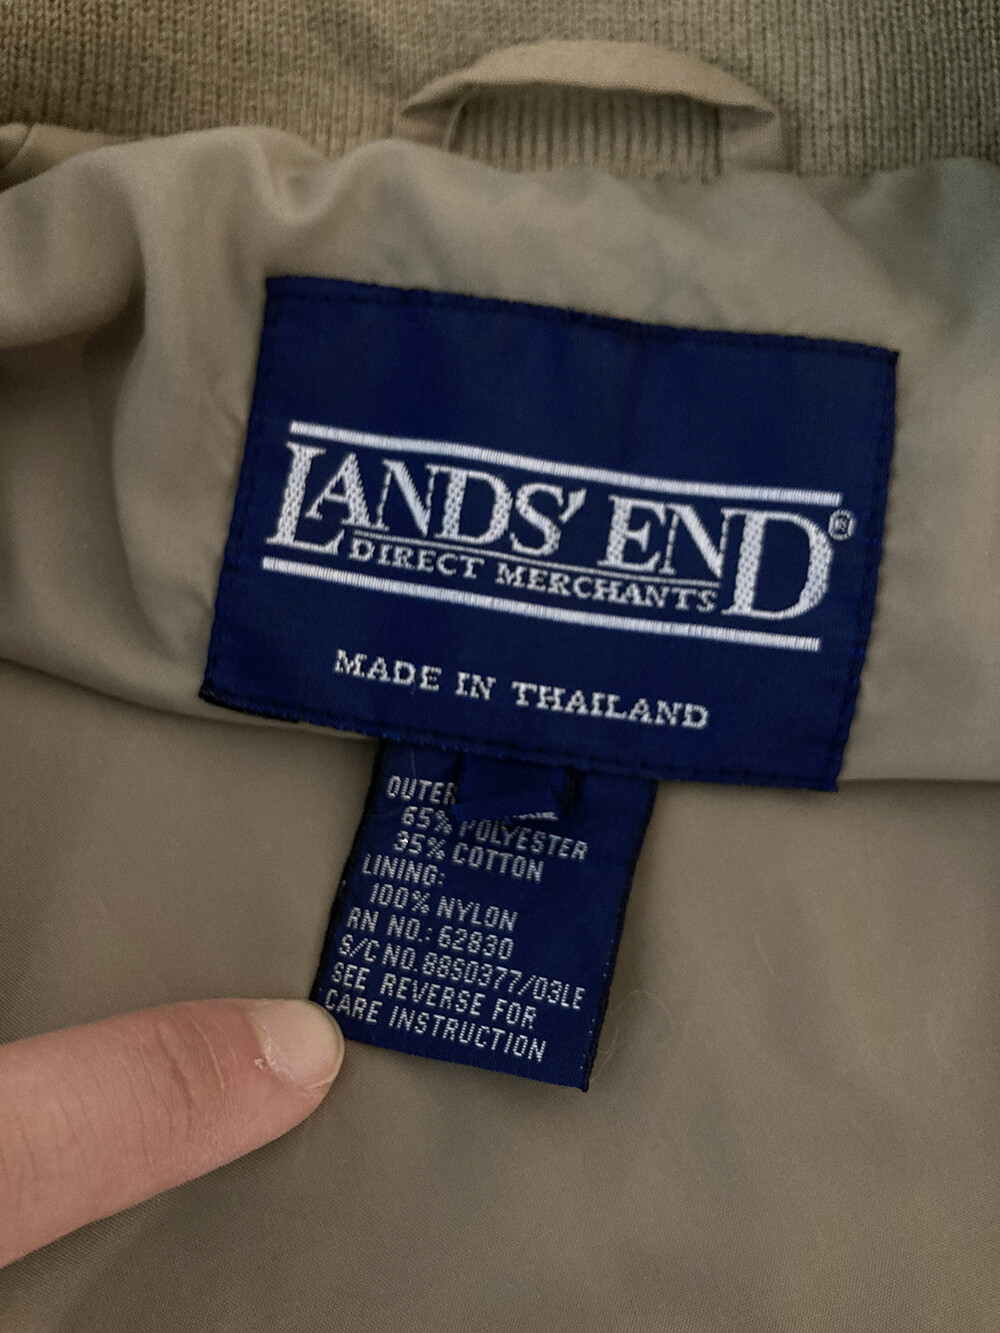 LANDS' END®
DIRECT MERCHANTS
MADE IN THAILAND
OUTER
65% POLYESTER
35% COTTON
LINING:
100% NYLON
RN NO.: 62830
S/C NO. 88S0377/03LE
SEE REVERSE FOR
CARE INSTRUCTION